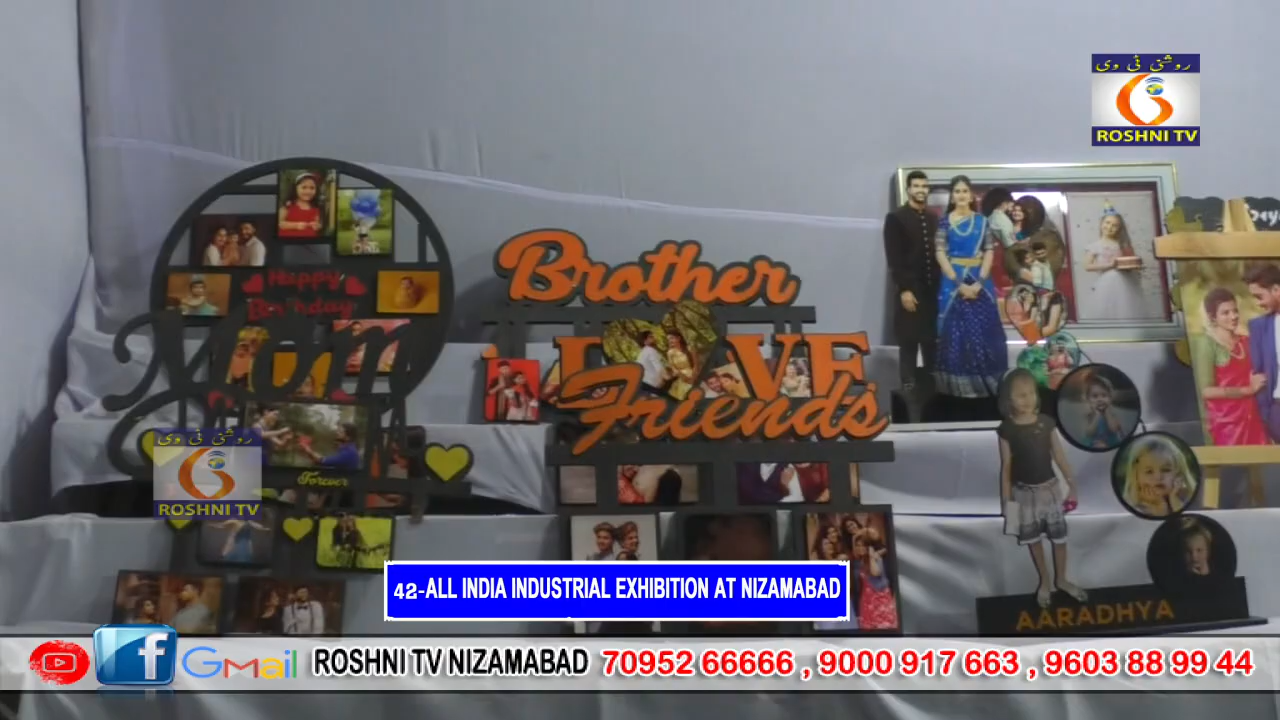 روشنی ٹی وی
ROSHNI TV
Happy
Birthday
Mom
Brother
LOVE
Friends
روشنی ٹی وی
ROSHNI TV
Forever
AARADHYA
42-ALL INDIA INDUSTRIAL EXHIBITION AT NIZAMABAD
f Gmail ROSHNI TV NIZAMABAD 70952 66666 , 9000 917 663 , 9603 88 99 44